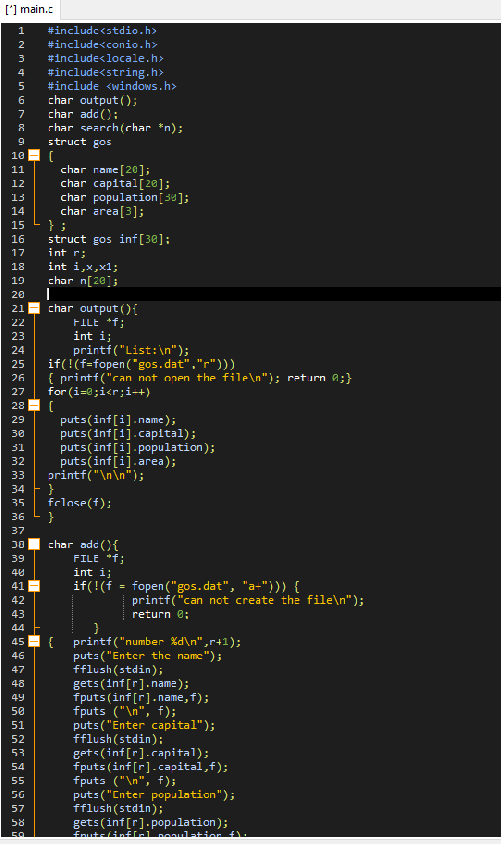 [*] main.c
1 #include<stdio.h>
2 #include<conio.h>
3 #include<locale.h>
4 #include<string.h>
5 #include <windows.h>
6 char output();
7 char add();
8 char search(char *n);
9 struct gos
10 {
11 char name[20];
12 char capital[20];
13 char population[30];
14 char area[3];
15 } ;
16 struct gos inf[30];
17 int r;
18 int i,x,x1;
19 char n[20];
20
21 char output(){
22 FILE *f;
23 int i;
24 printf("List:\n");
25 if(!(f=fopen("gos.dat","r")))
26 { printf("can not open the file\n"); return 0;}
27 for(i=0;i<r;i++)
28 {
29 puts(inf[i].name);
30 puts(inf[i].capital);
31 puts(inf[i].population);
32 puts(inf[i].area);
33 printf("\n\n");
34 }
35 fclose(f);
36 }
37
38 char add(){
39 FILE *f;
40 int i;
41 if(!(f = fopen("gos.dat", "a+"))) {
42 printf("can not create the file\n");
43 return 0;
44 }
45 { printf("number %d\n",r+1);
46 puts("Enter the name");
47 fflush(stdin);
48 gets(inf[r].name);
49 fputs(inf[r].name,f);
50 fputs ("\n", f);
51 puts("Enter capital");
52 fflush(stdin);
53 gets(inf[r].capital);
54 fputs(inf[r].capital,f);
55 fputs ("\n", f);
56 puts("Enter population");
57 fflush(stdin);
58 gets(inf[r].population);
59 fputs(inf[r].population,f);